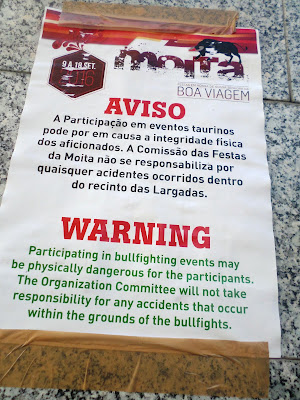 9 A 18 SET.
16
moita
BOA VIAGEM
AVISO
A Participação em eventos taurinos
pode por em causa a integridade fisica
dos aficionados. A Comissão das Festas
da Moita não se responsabiliza por
quaisquer acidentes ocorridos dentro
do recinto das Largadas.
WARNING
Participating in bullfighting events may
be physically dangerous for the participants.
The Organization Committee will not take
responsibility for any accidents that occur
within the grounds of the bullfights.